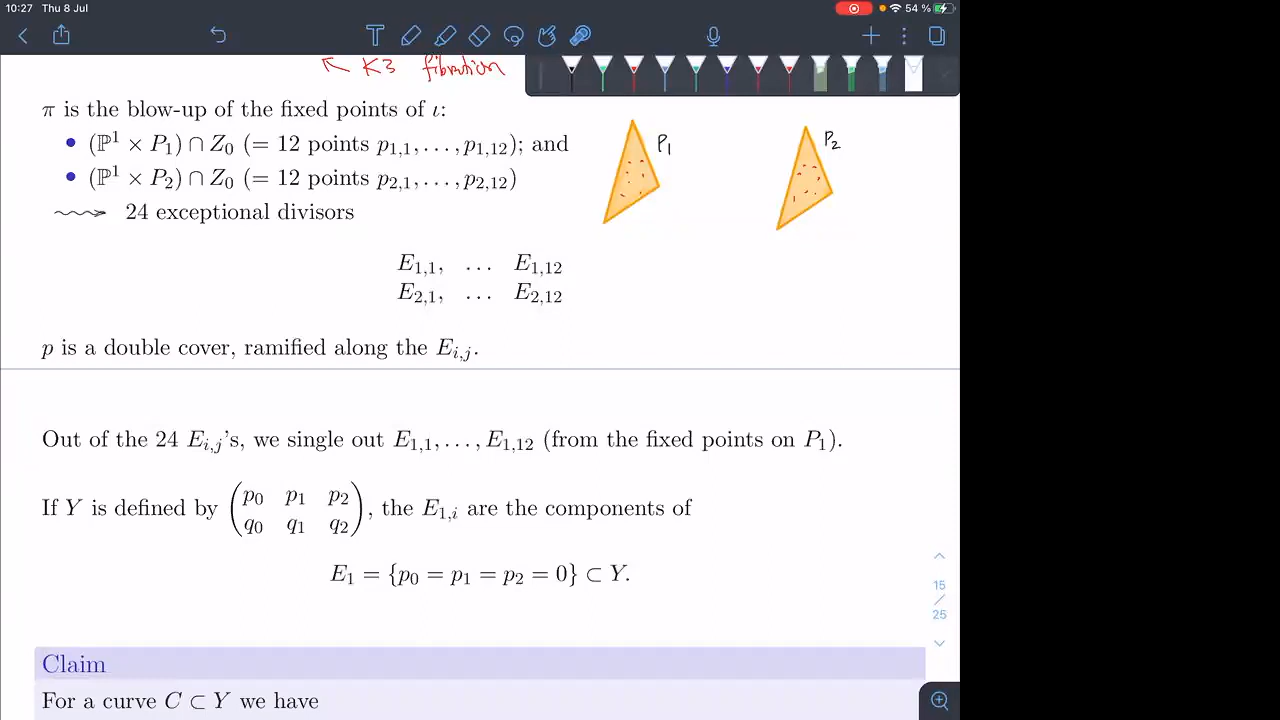 10:27 Thu 8 Jul
54 %
← K3 fibration
π is the blow-up of the fixed points of ι:
• (ℙ¹ × P₁) ∩ Z₀ (= 12 points p₁,₁, . . . , p₁,₁₂); and
P₁
P₂
• (ℙ¹ × P₂) ∩ Z₀ (= 12 points p₂,₁, . . . , p₂,₁₂)
⇝ 24 exceptional divisors
E₁,₁, . . . E₁,₁₂
E₂,₁, . . . E₂,₁₂
p is a double cover, ramified along the Eᵢ,ⱼ.
Out of the 24 Eᵢ,ⱼ's, we single out E₁,₁, . . . , E₁,₁₂ (from the fixed points on P₁).
If Y is defined by (p₀ p₁ p₂ / q₀ q₁ q₂), the E₁,ᵢ are the components of
E₁ = {p₀ = p₁ = p₂ = 0} ⊂ Y.
15
/
25
Claim
For a curve C ⊂ Y we have